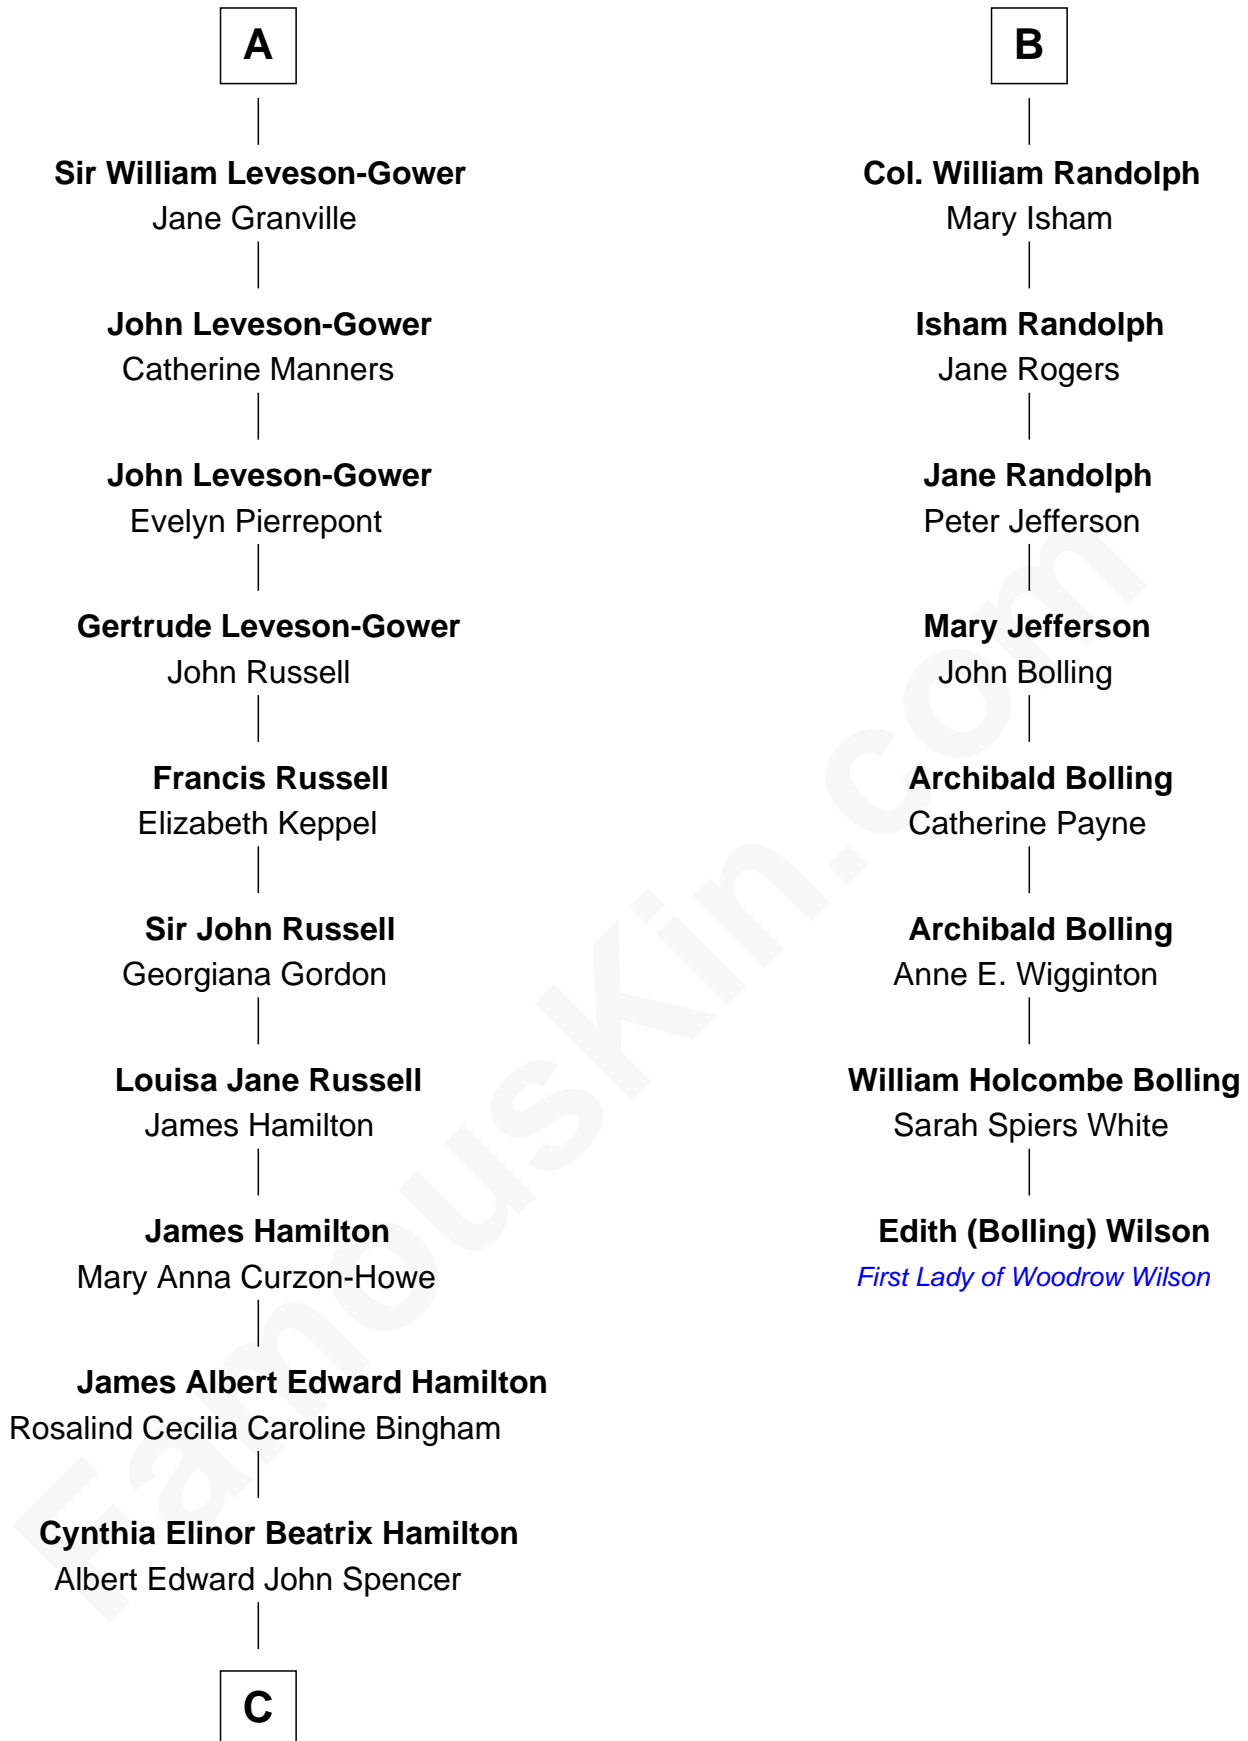 A
Sir William Leveson-Gower
Jane Granville
John Leveson-Gower
Catherine Manners
John Leveson-Gower
Evelyn Pierrepont
Gertrude Leveson-Gower
John Russell
Francis Russell
Elizabeth Keppel
Sir John Russell
Georgiana Gordon
Louisa Jane Russell
James Hamilton
James Hamilton
Mary Anna Curzon-Howe
James Albert Edward Hamilton
Rosalind Cecilia Caroline Bingham
Cynthia Elinor Beatrix Hamilton
Albert Edward John Spencer
C
B
Col. William Randolph
Mary Isham
Isham Randolph
Jane Rogers
Jane Randolph
Peter Jefferson
Mary Jefferson
John Bolling
Archibald Bolling
Catherine Payne
Archibald Bolling
Anne E. Wigginton
William Holcombe Bolling
Sarah Spiers White
Edith (Bolling) Wilson
First Lady of Woodrow Wilson
FamousKin.com